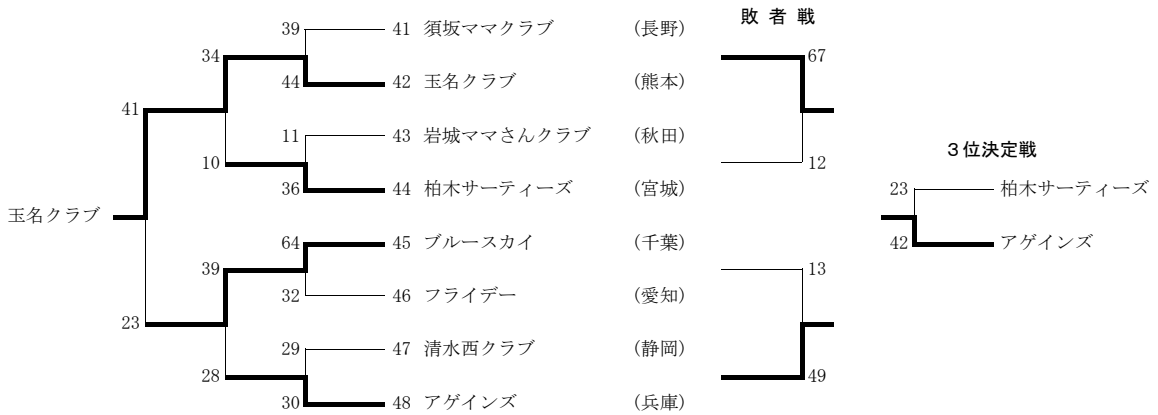 敗 者 戦
39 41 須坂ママクラブ (長野)
34 67
44 42 玉名クラブ (熊本)
41
11 43 岩城ママさんクラブ (秋田)
3位決定戦
10 12
36 44 柏木サーティーズ (宮城) 23 柏木サーティーズ
玉名クラブ
64 45 ブルースカイ (千葉) 42 アゲインズ
39 13
32 46 フライデー (愛知)
23
29 47 清水西クラブ (静岡)
28 49
30 48 アゲインズ (兵庫)